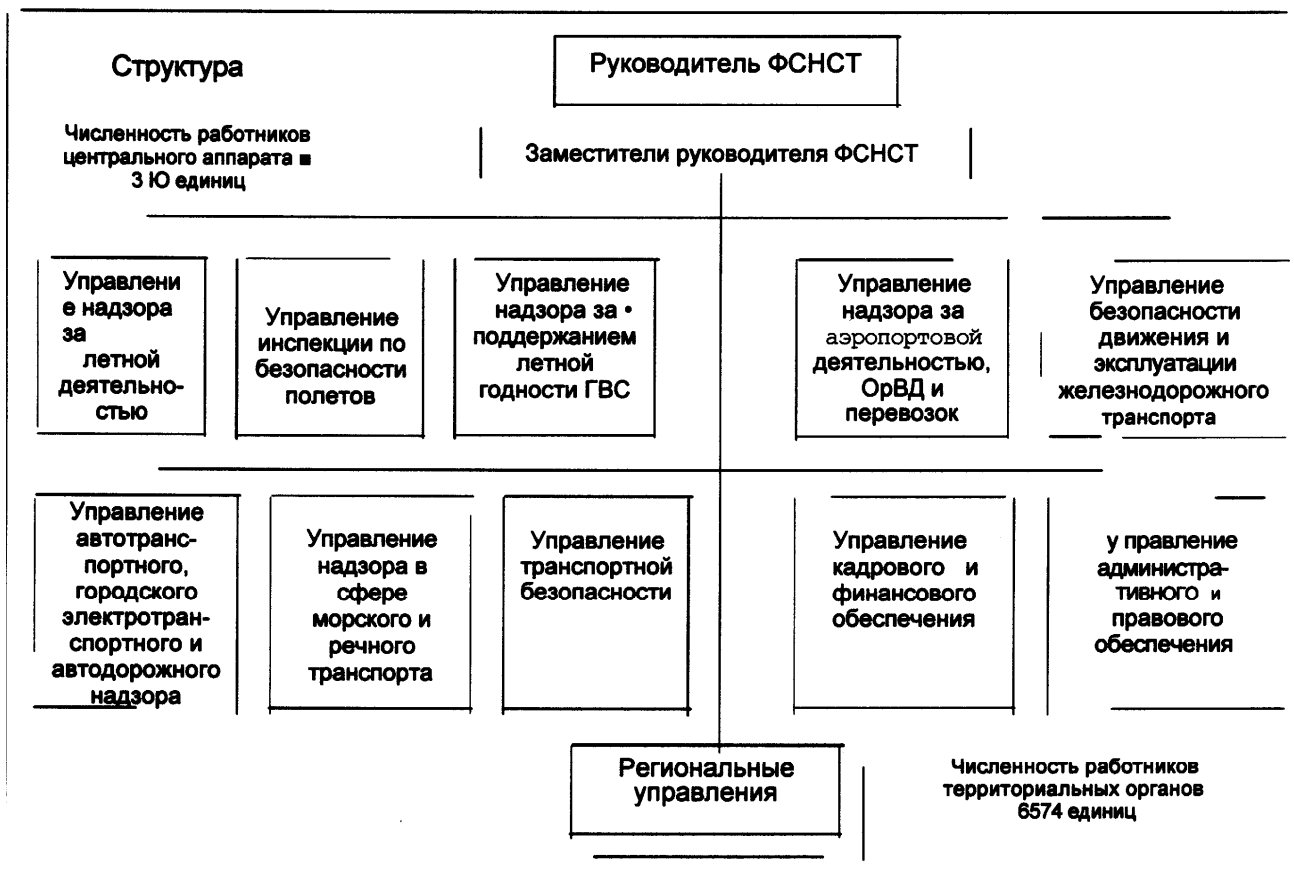 Структура
Руководитель ФСНСТ
Численность работников
центрального аппарата ■
3 Ю единиц
Заместители руководителя ФСНСТ
Управлени
е надзора
за
летной
деятельно-
стью
Управление
инспекции по
безопасности
полетов
Управление
надзора за •
поддержанием
летной
годности ГВС
Управление
надзора за
аэропортовой
деятельностью,
ОрВД и
перевозок
Управление
безопасности
движения и
эксплуатации
железнодорожного
транспорта
Управление
автотранс-
портного,
городского
электротран-
спортного и
автодорожного
надзора
Управление
надзора в
сфере
морского и
речного
транспорта
Управление
транспортной
безопасности
Управление
кадрового и
финансового
обеспечения
у правление
администра-
тивного и
правового
обеспечения
Региональные
управления
Численность работников
территориальных органов
6574 единиц